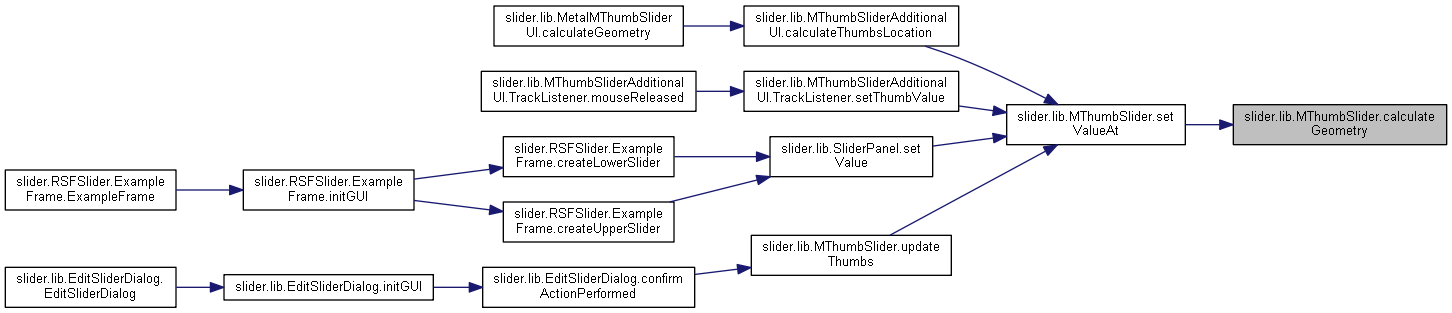 slider.lib.MetalMThumbSlider
UI.calculateGeometry
slider.lib.MThumbSliderAdditional
UI.calculateThumbsLocation
slider.lib.MThumbSliderAdditional
UI.TrackListener.mouseReleased
slider.lib.MThumbSliderAdditional
UI.TrackListener.setThumbValue
slider.lib.MThumbSlider.set
ValueAt
slider.lib.MThumbSlider.calculate
Geometry
slider.RSFSlider.Example
Frame.createLowerSlider
slider.lib.SliderPanel.set
Value
slider.RSFSlider.Example
Frame.ExampleFrame
slider.RSFSlider.Example
Frame.initGUI
slider.RSFSlider.Example
Frame.createUpperSlider
slider.lib.MThumbSlider.update
Thumbs
slider.lib.EditSliderDialog.
EditSliderDialog
slider.lib.EditSliderDialog.initGUI
slider.lib.EditSliderDialog.confirm
ActionPerformed